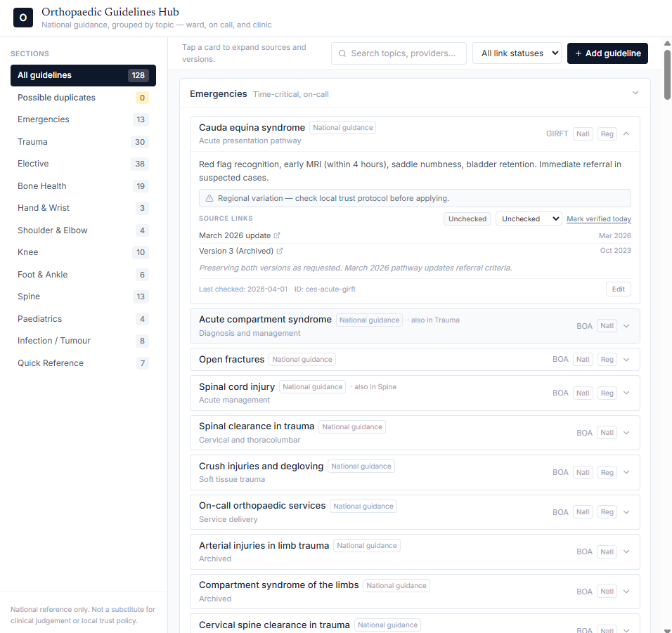 O
Orthopaedic Guidelines Hub
National guidance, grouped by topic — ward, on call, and clinic
SECTIONS
All guidelines 128
Possible duplicates 0
Emergencies 13
Trauma 30
Elective 38
Bone Health 19
Hand & Wrist 3
Shoulder & Elbow 4
Knee 10
Foot & Ankle 6
Spine 13
Paediatrics 4
Infection / Tumour 8
Quick Reference 7
National reference only. Not a substitute for
clinical judgement or local trust policy.
Tap a card to expand sources and
versions.
Search topics, providers...
All link statuses
+ Add guideline
Emergencies Time-critical, on-call
Cauda equina syndrome National guidance
Acute presentation pathway
GIRFT Natl Reg
Red flag recognition, early MRI (within 4 hours), saddle numbness, bladder retention. Immediate referral in
suspected cases.
Regional variation — check local trust protocol before applying.
SOURCE LINKS Unchecked Unchecked Mark verified today
March 2026 update Mar 2026
Version 3 (Archived) Oct 2023
Preserving both versions as requested. March 2026 pathway updates referral criteria.
Last checked: 2026-04-01 ID: ces-acute-girft Edit
Acute compartment syndrome National guidance · also in Trauma
Diagnosis and management
BOA Natl
Open fractures National guidance BOA Natl Reg
Spinal cord injury National guidance · also in Spine
Acute management
BOA Natl Reg
Spinal clearance in trauma National guidance
Cervical and thoracolumbar
BOA Natl
Crush injuries and degloving National guidance
Soft tissue trauma
BOA Natl Reg
On-call orthopaedic services National guidance
Service delivery
BOA Natl Reg
Arterial injuries in limb trauma National guidance
Archived
BOA Natl
Compartment syndrome of the limbs National guidance
Archived
BOA Natl
Cervical spine clearance in trauma National guidance
BOA Natl